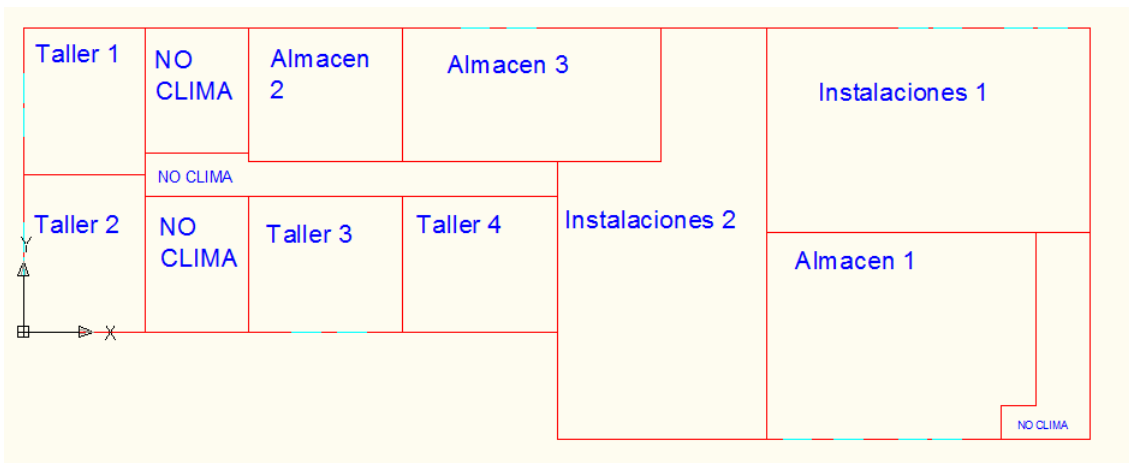 Taller 1
NO
CLIMA
Almacen
2
Almacen 3
Instalaciones 1
NO CLIMA
Taller 2
NO
CLIMA
Taller 3
Taller 4
Instalaciones 2
Almacen 1
NO CLIMA
Y
X